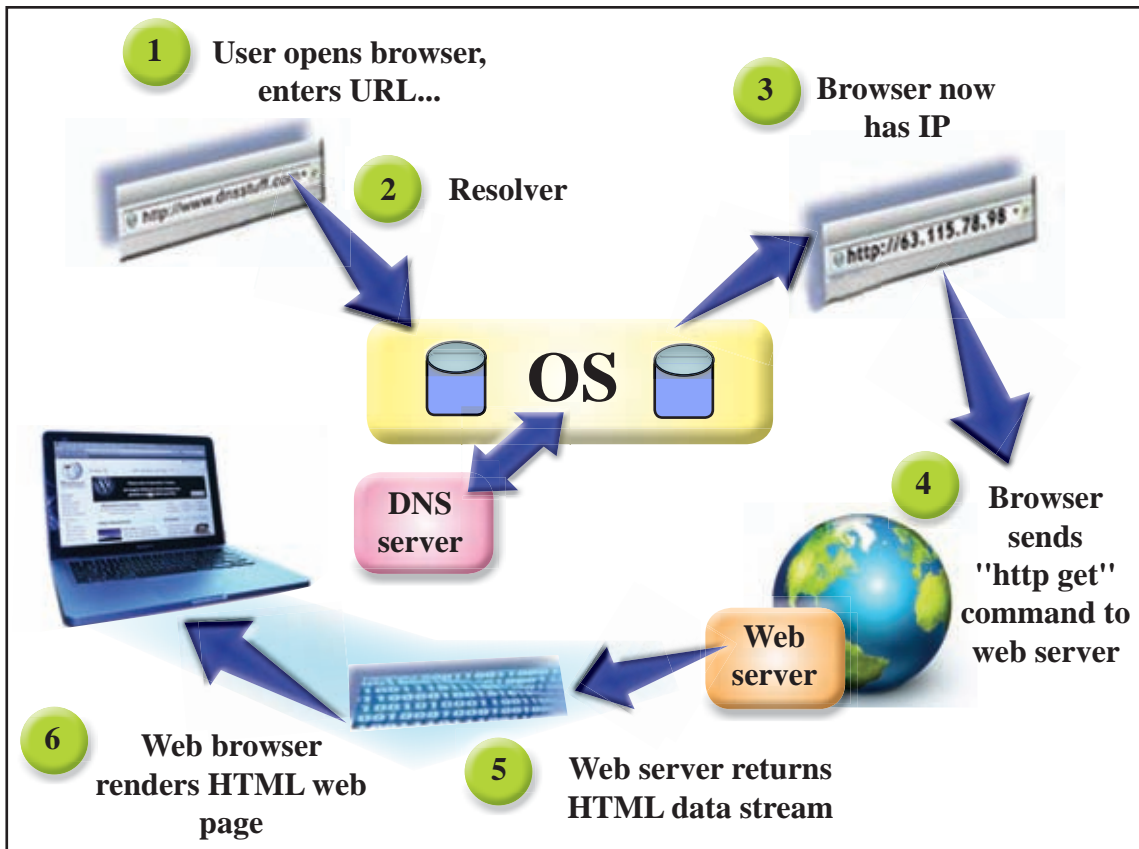 1
User opens browser,
enters URL...
http://www.dnsstuff.com
2
Resolver
3
Browser now
has IP
http://63.115.78.98
OS
DNS
server
4
Browser
sends
"http get"
command to
web server
Web
server
5
Web server returns
HTML data stream
6
Web browser
renders HTML web
page